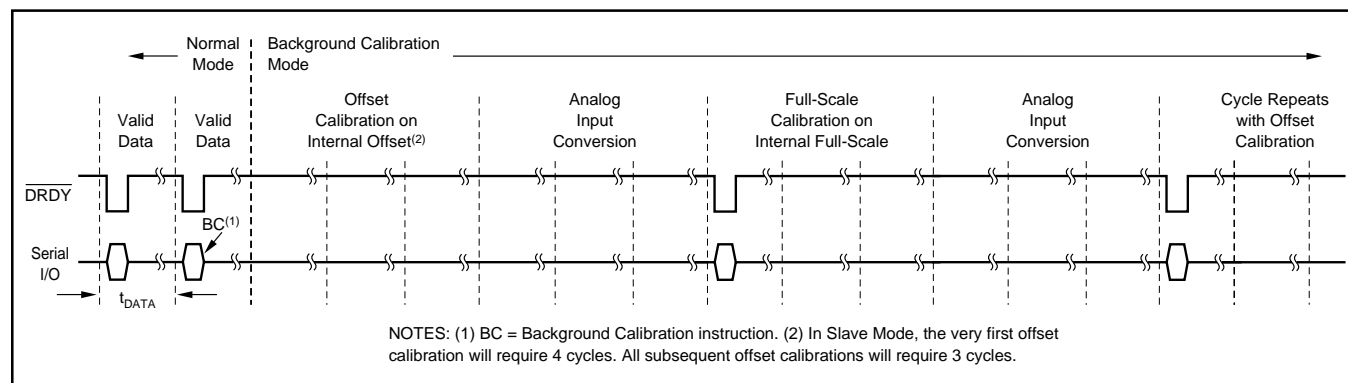 Normal
Mode
Background Calibration
Mode
Valid
Data
Valid
Data
Offset
Calibration on
Internal Offset(2)
Analog
Input
Conversion
Full-Scale
Calibration on
Internal Full-Scale
Analog
Input
Conversion
Cycle Repeats
with Offset
Calibration
DRDY
BC(1)
Serial
I/O
tDATA
NOTES: (1) BC = Background Calibration instruction. (2) In Slave Mode, the very first offset
calibration will require 4 cycles. All subsequent offset calibrations will require 3 cycles.